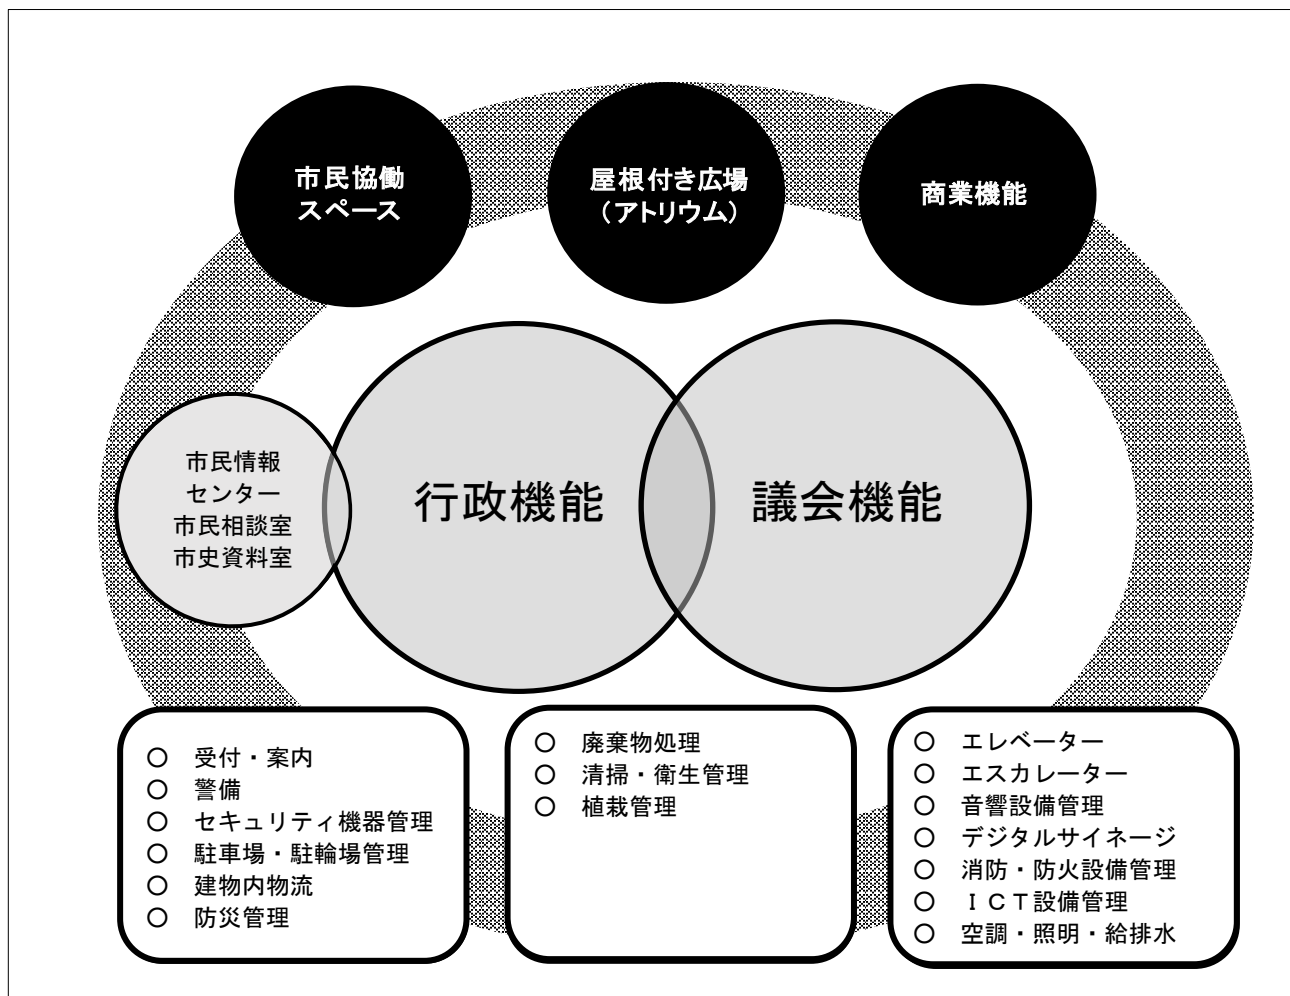 市民協働
スペース
屋根付き広場
（アトリウム）
商業機能
市民情報
センター
市民相談室
市史資料室
行政機能
議会機能
○ 受付・案内
○ 警備
○ セキュリティ機器管理
○ 駐車場・駐輪場管理
○ 建物内物流
○ 防災管理
○ 廃棄物処理
○ 清掃・衛生管理
○ 植栽管理
○ エレベーター
○ エスカレーター
○ 音響設備管理
○ デジタルサイネージ
○ 消防・防火設備管理
○ ＩＣＴ設備管理
○ 空調・照明・給排水